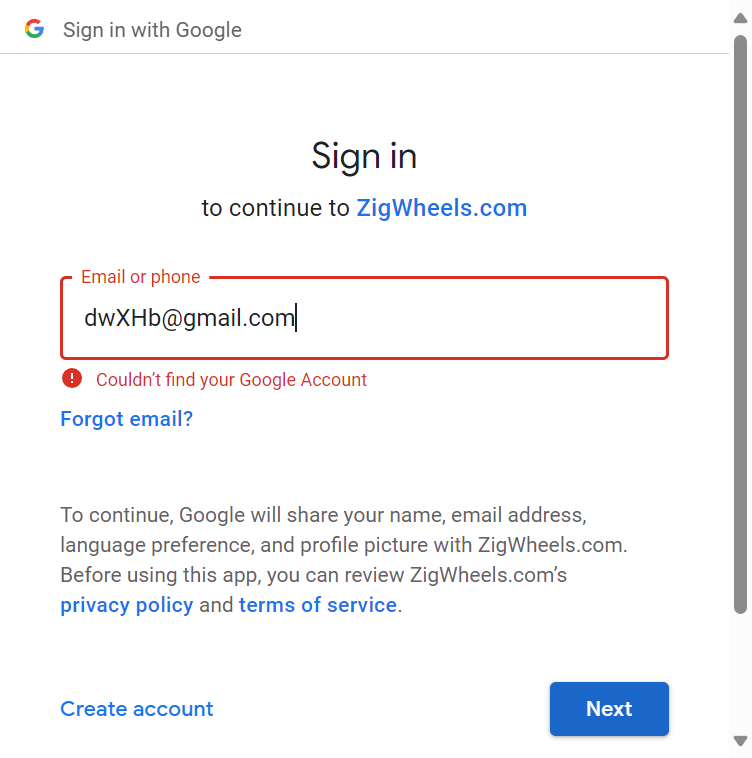 Sign in with Google
Sign in
to continue to ZigWheels.com
Email or phone
dwXHb@gmail.com
Couldn’t find your Google Account
Forgot email?
To continue, Google will share your name, email address,
language preference, and profile picture with ZigWheels.com.
Before using this app, you can review ZigWheels.com’s
privacy policy and terms of service.
Create account
Next